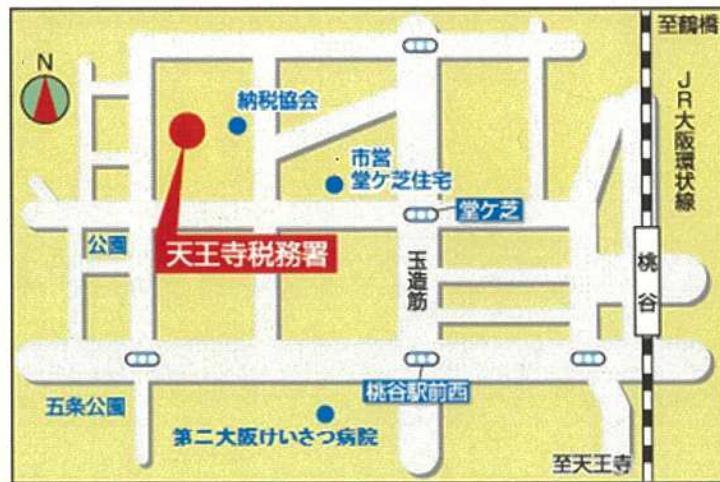 至鶴橋
N
JR大阪環状線
納税協会
市営
堂ケ芝住宅
堂ケ芝
公園
天王寺税務署
玉造筋
桃谷
桃谷駅前西
五条公園
第二大阪けいさつ病院
至天王寺